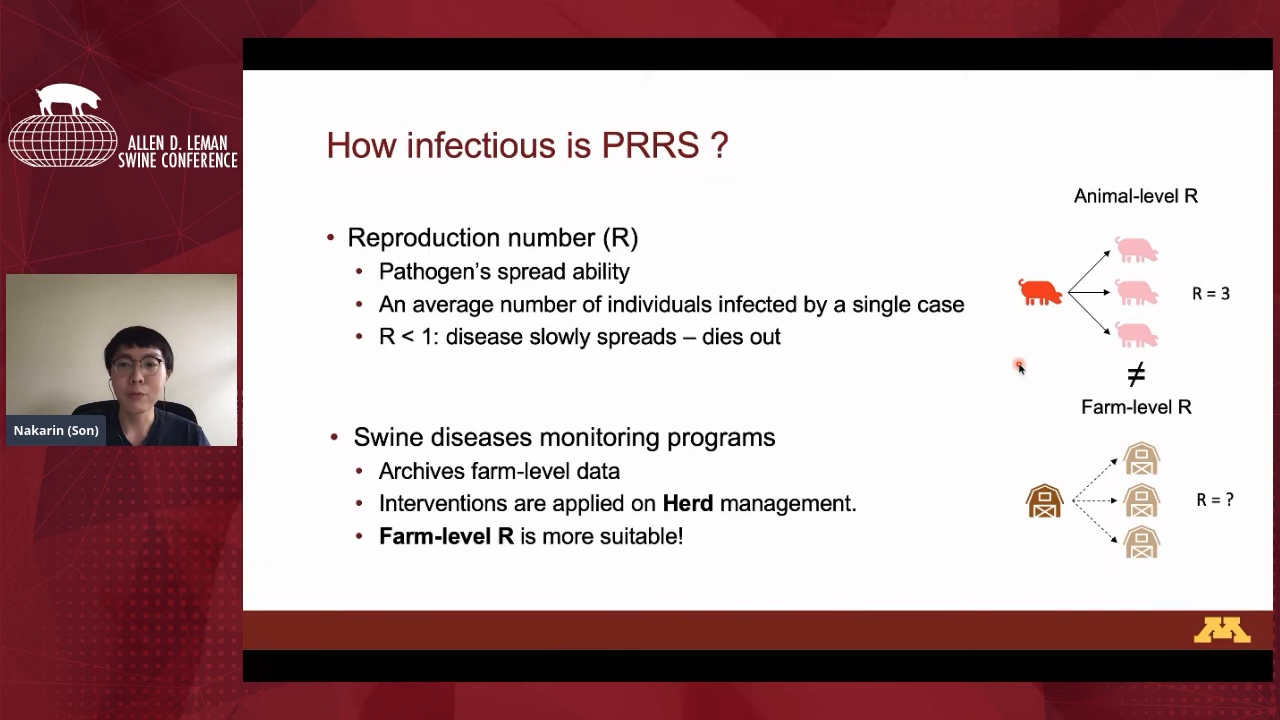 ALLEN D. LEMAN
SWINE CONFERENCE
Nakarin (Son)
How infectious is PRRS ?
• Reproduction number (R)
• Pathogen's spread ability
• An average number of individuals infected by a single case
• R < 1: disease slowly spreads – dies out
• Swine diseases monitoring programs
• Archives farm-level data
• Interventions are applied on Herd management.
• Farm-level R is more suitable!
Animal-level R
R = 3
≠
Farm-level R
R = ?
M